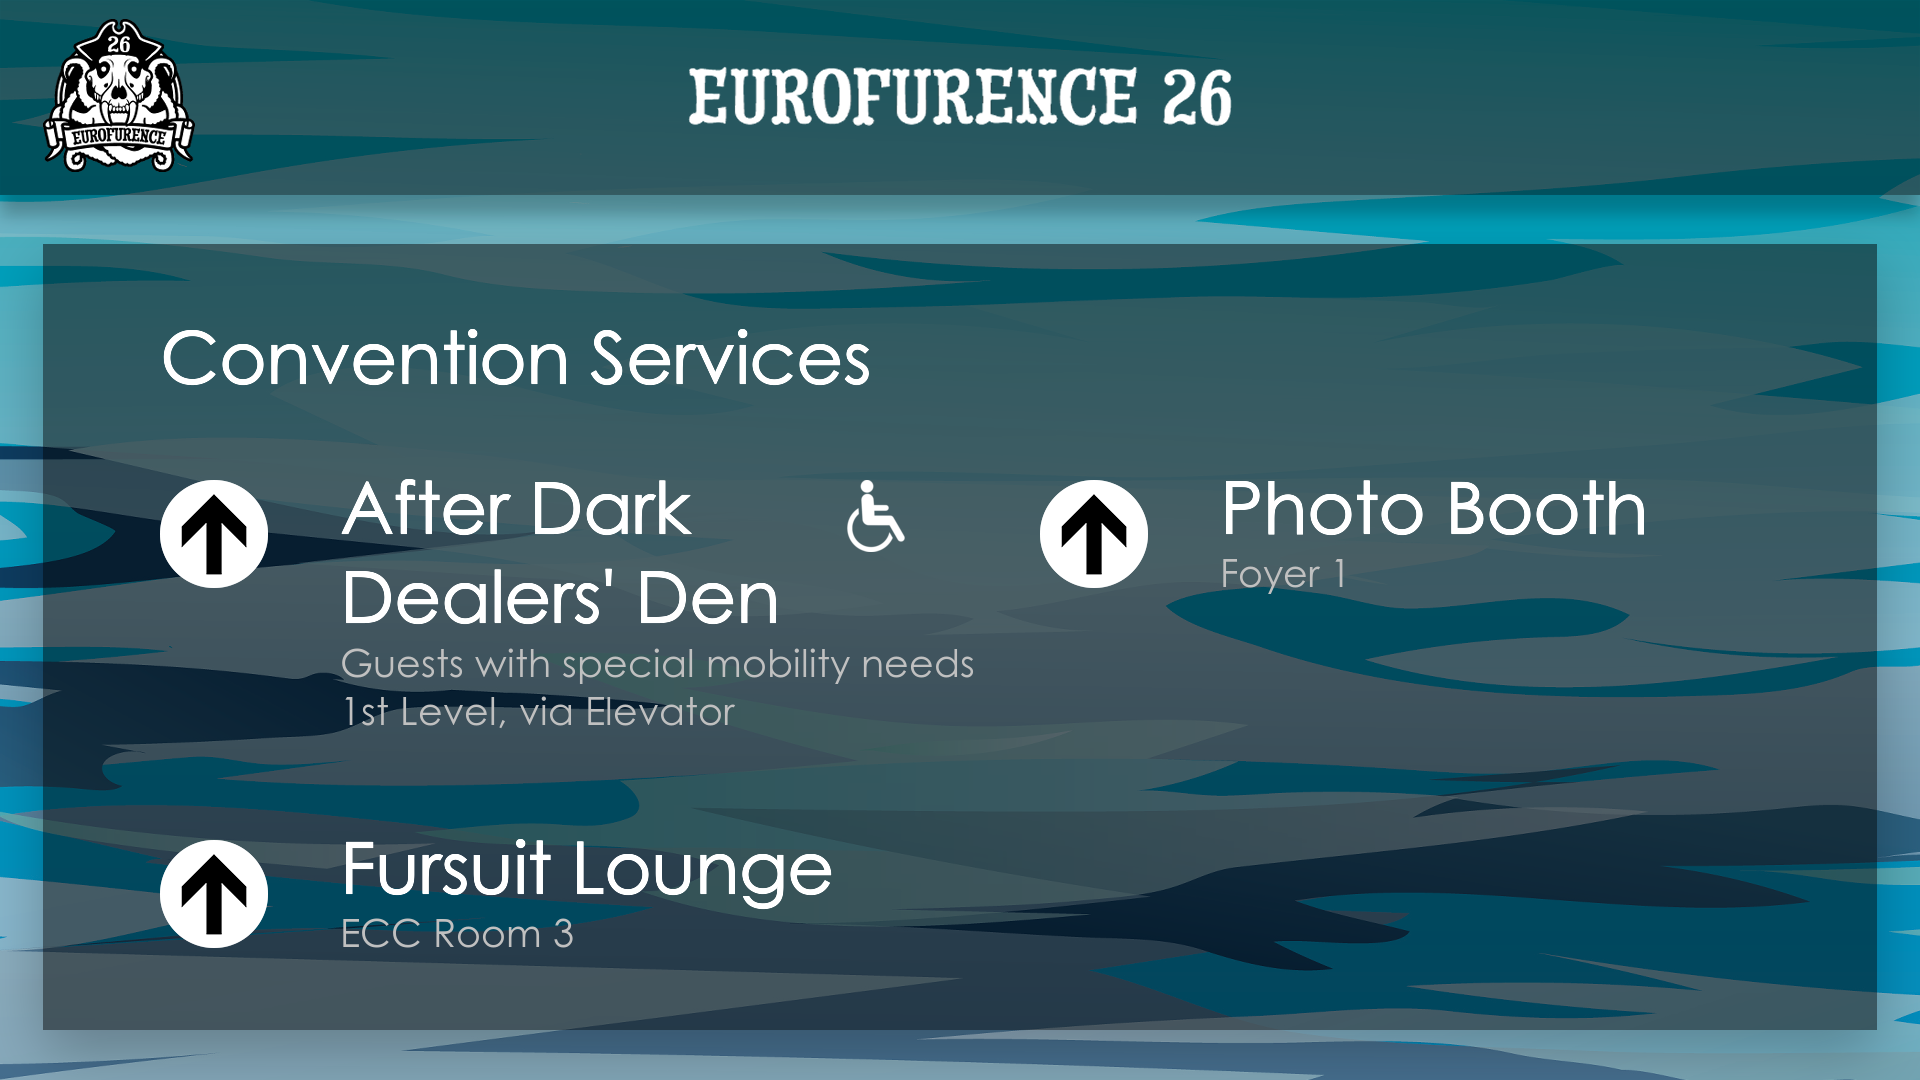 26
EUROFURENCE
EUROFURENCE 26
Convention Services
After Dark
Dealers' Den
Guests with special mobility needs
1st Level, via Elevator
Photo Booth
Foyer 1
Fursuit Lounge
ECC Room 3